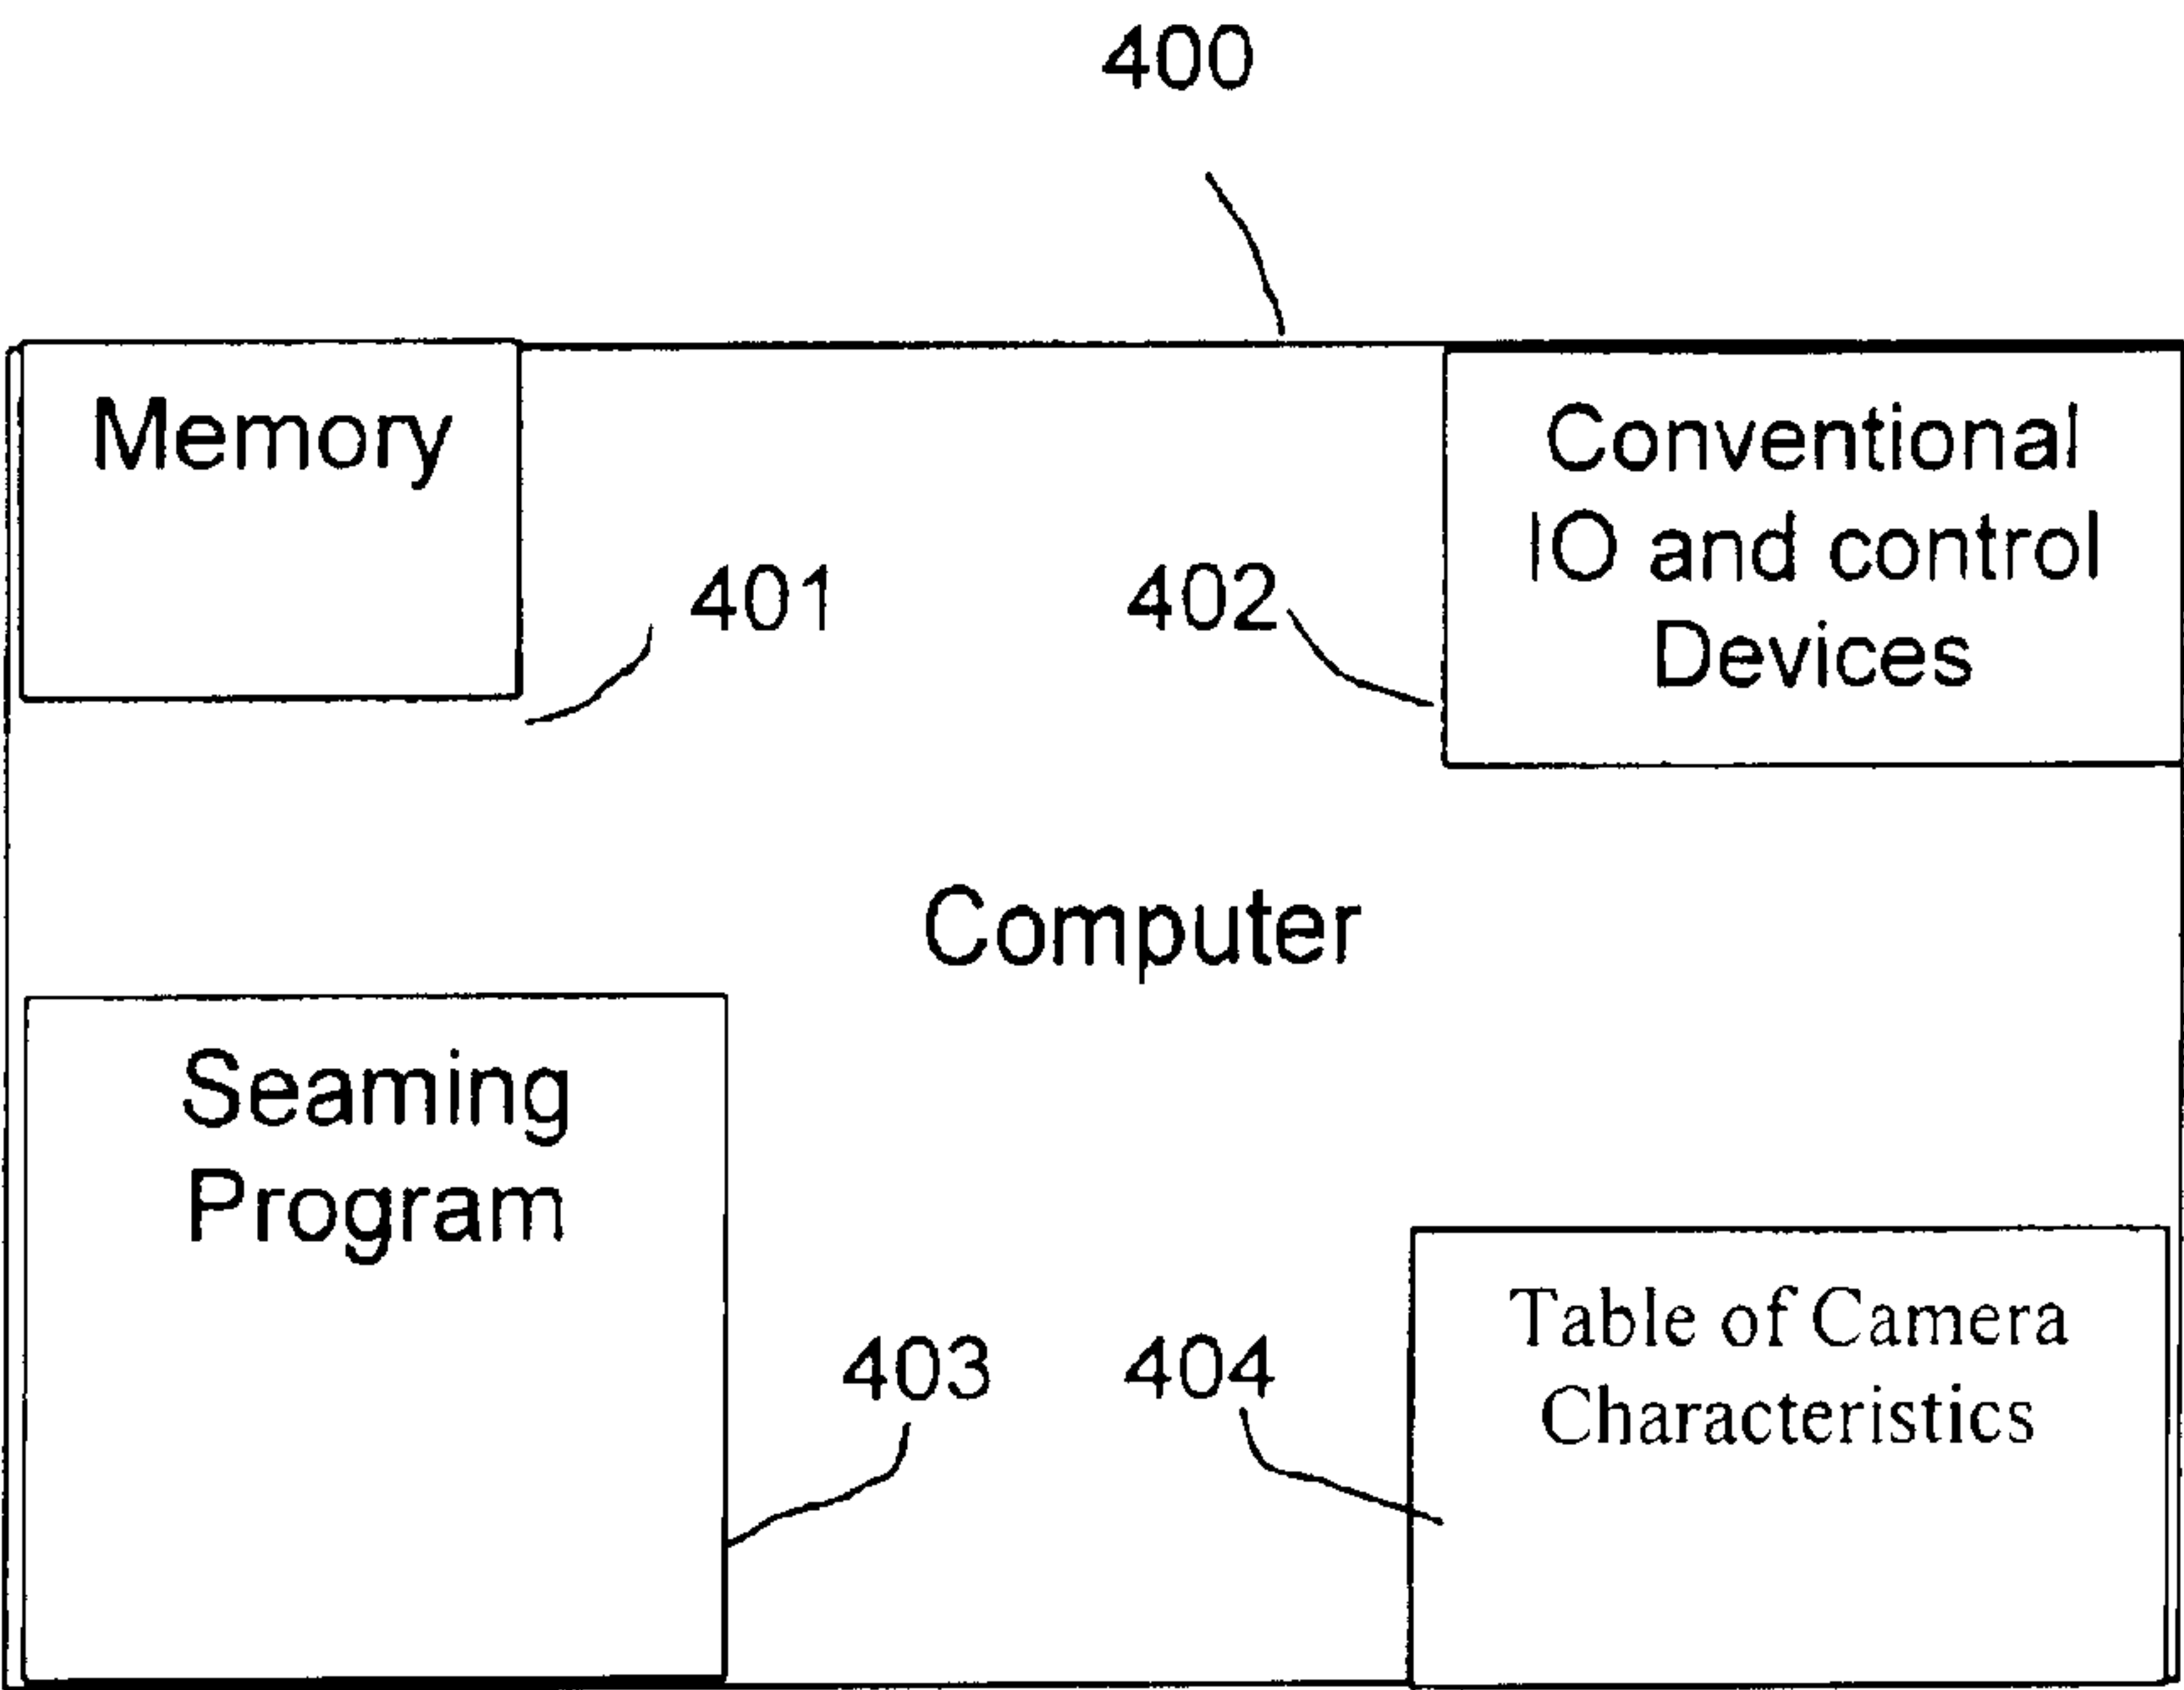 400
Memory
Conventional
IO and control
Devices
401
402
Computer
Seaming
Program
403
404
Table of Camera
Characteristics